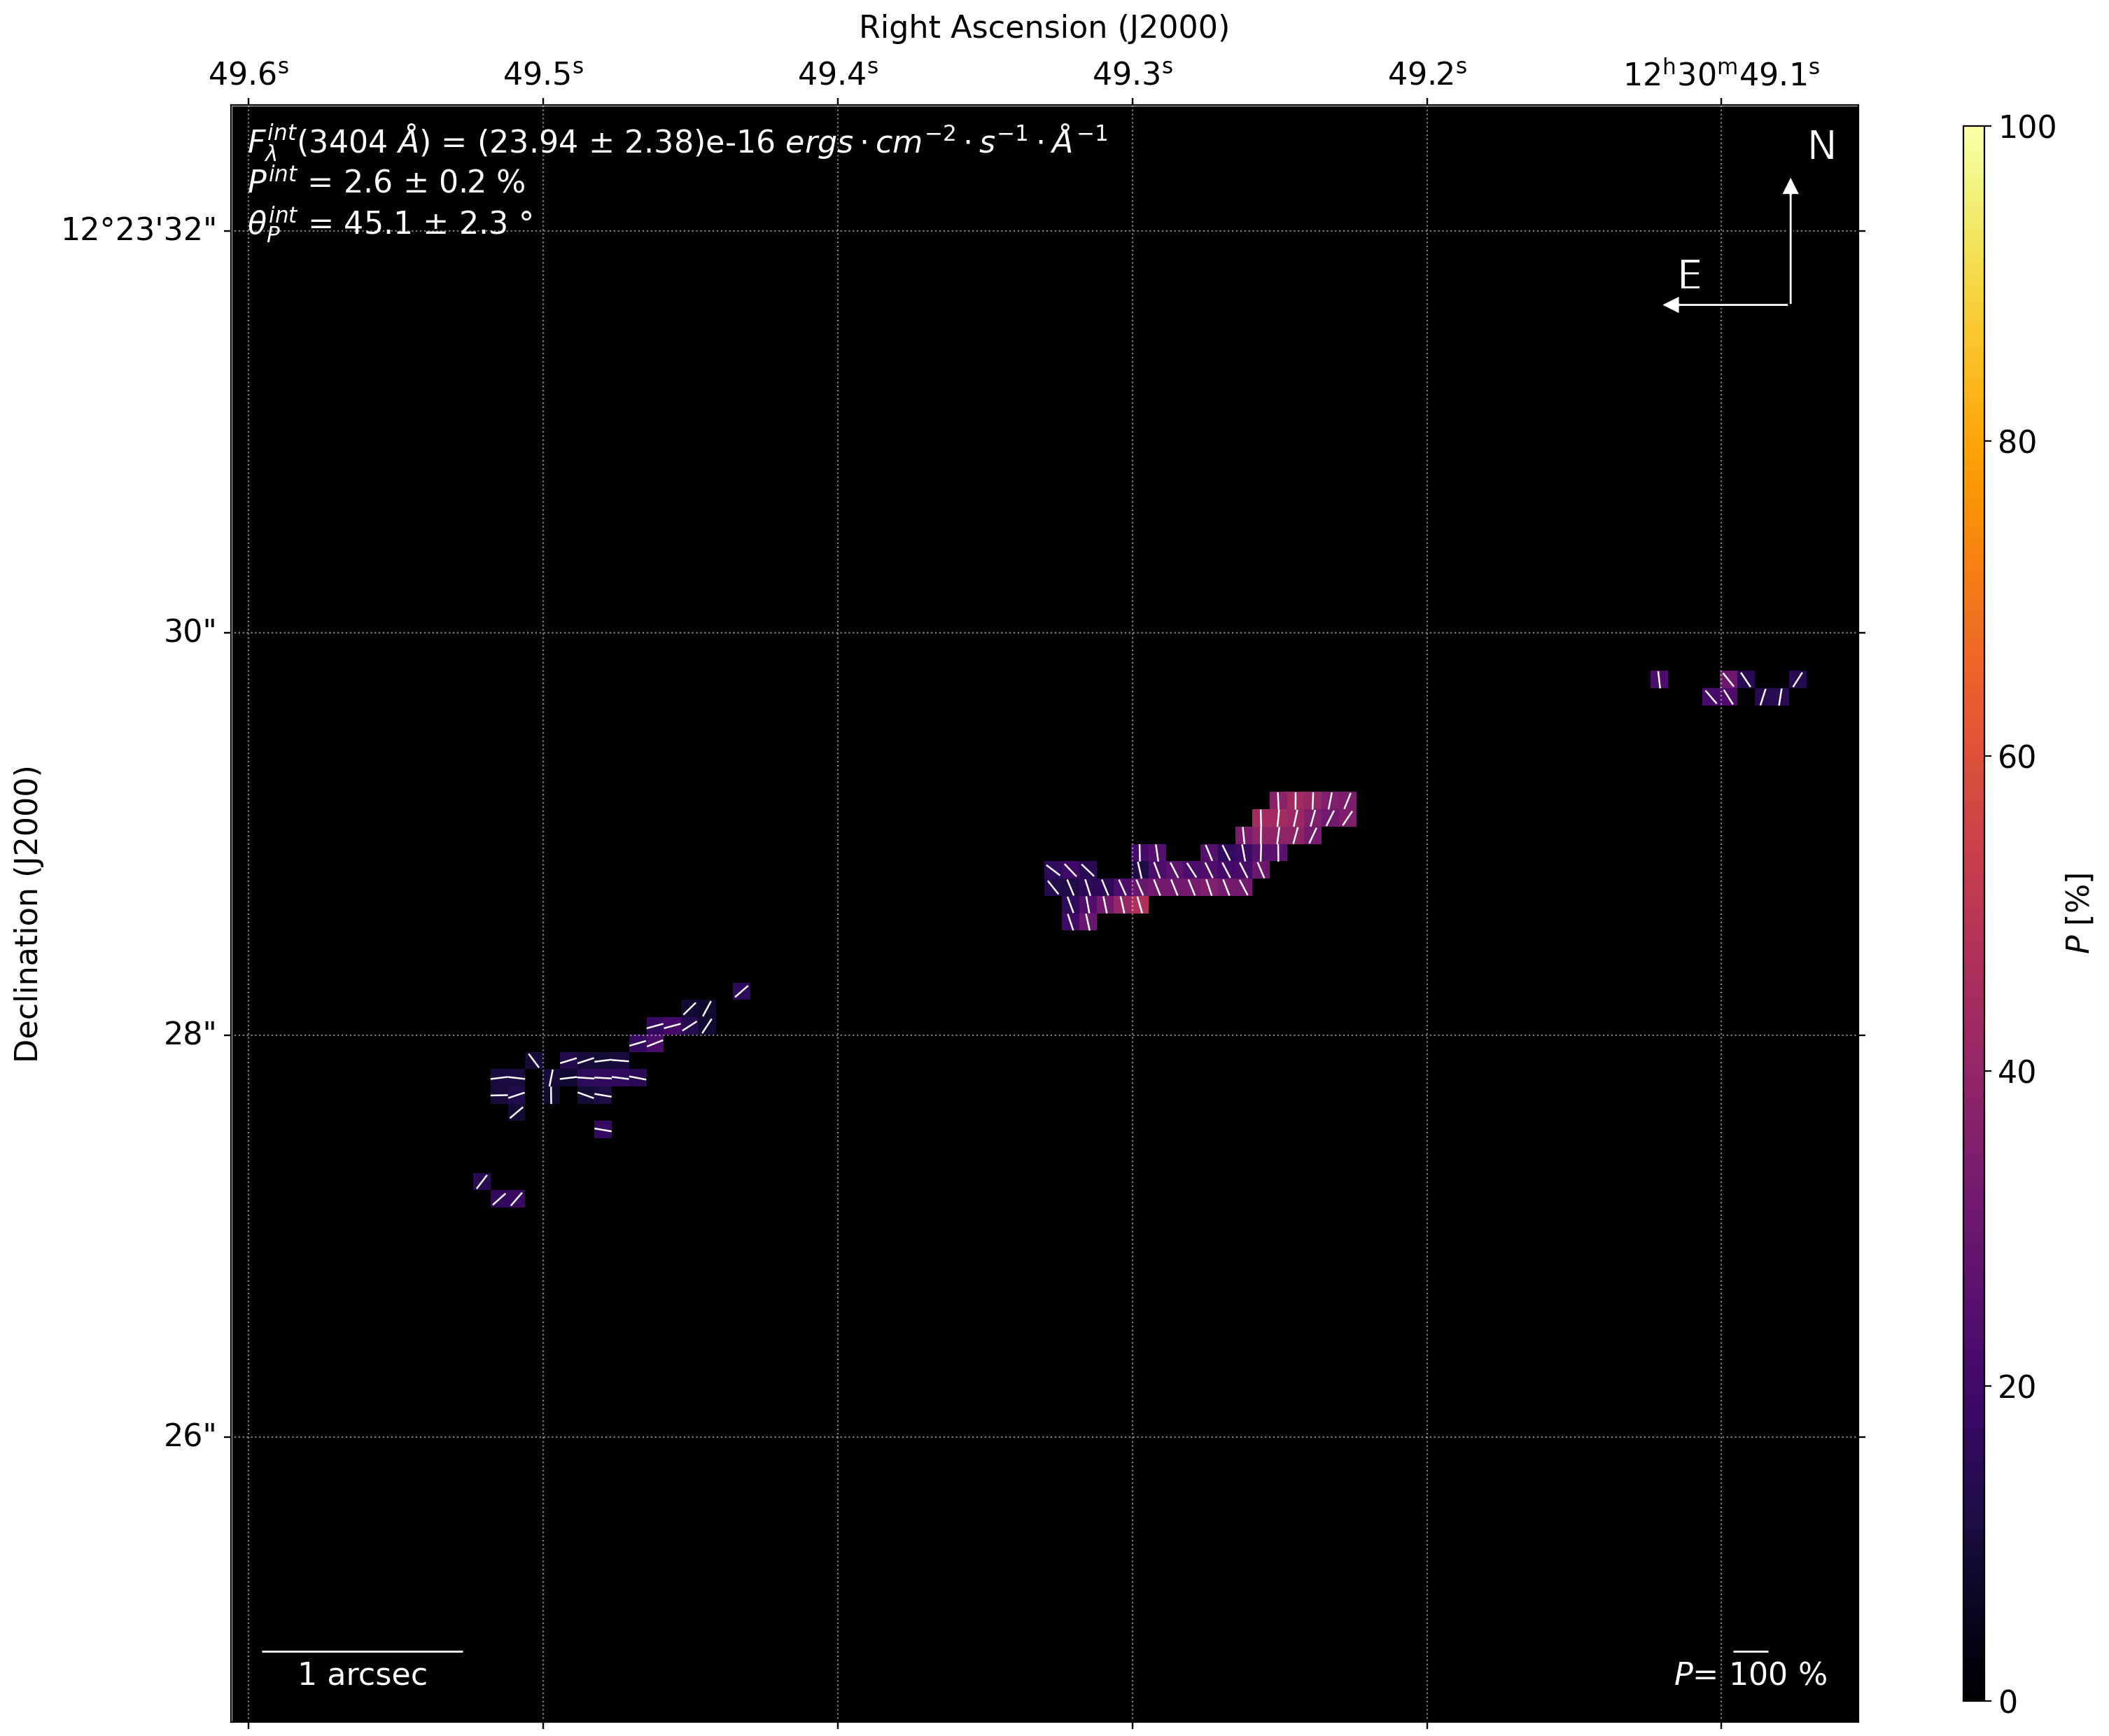 Right Ascension (J2000)
49.6ˢ 49.5ˢ 49.4ˢ 49.3ˢ 49.2ˢ 12ʰ30ᵐ49.1ˢ
F_λ^int(3404 Å) = (23.94 ± 2.38)e-16 ergs · cm⁻² · s⁻¹ · Å⁻¹
P^int = 2.6 ± 0.2 %
θ_P^int = 45.1 ± 2.3 °
N
E
12°23'32"
30"
28"
26"
Declination (J2000)
1 arcsec
P= 100 %
100
80
60
40
20
0
P [%]